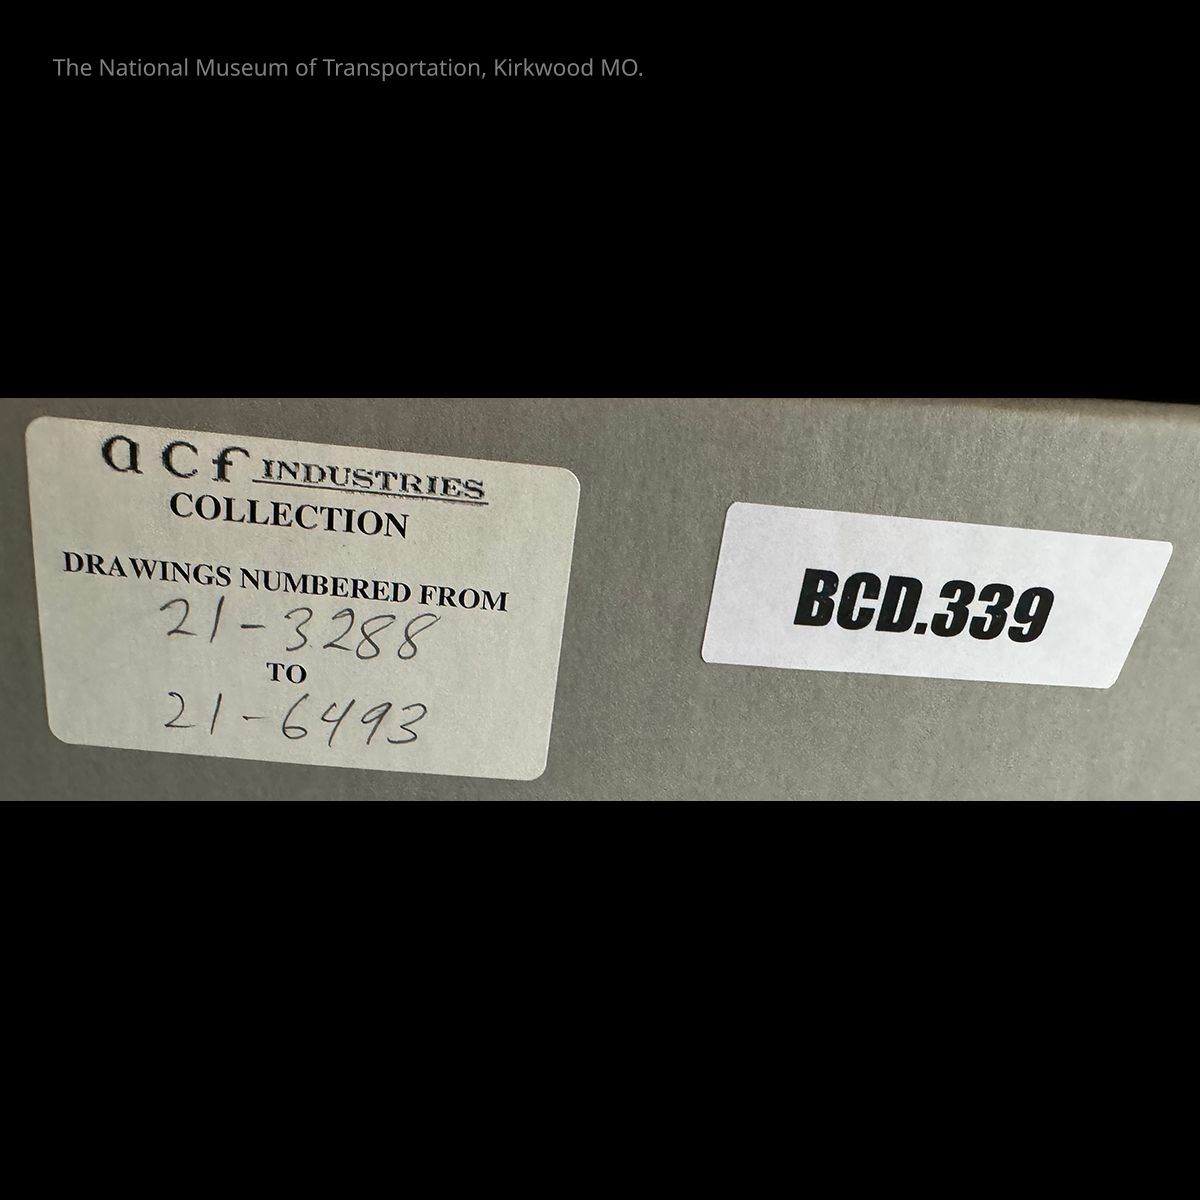 The National Museum of Transportation, Kirkwood MO.
acf INDUSTRIES
COLLECTION
DRAWINGS NUMBERED FROM
21-3288
TO
21-6493
BCD.339